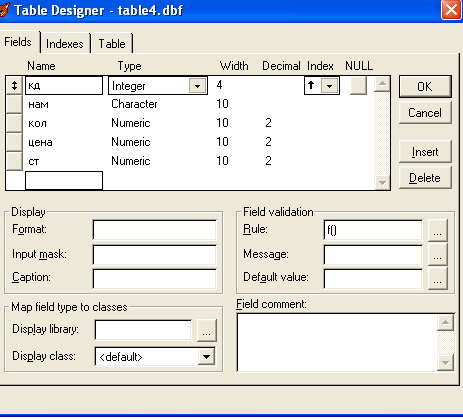 Table Designer - table4.dbf
Fields Indexes Table
Name Type Width Decimal Index NULL
кд Integer 4
нам Character 10
кол Numeric 10 2
цена Numeric 10 2
ст Numeric 10 2
OK
Cancel
Insert
Delete
Display
Format:
Input mask:
Caption:
Field validation
Rule: f() ...
Message: ...
Default value: ...
Map field type to classes
Display library: ...
Display class: <default>
Field comment: